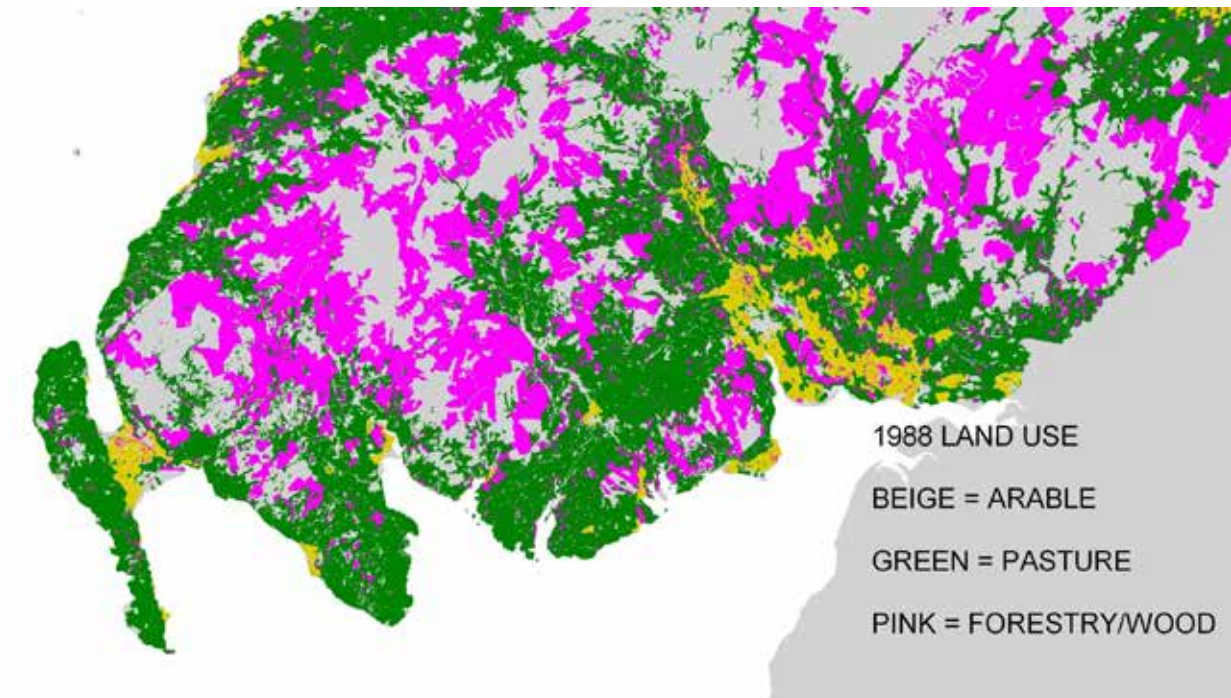 1988 LAND USE
BEIGE = ARABLE
GREEN = PASTURE
PINK = FORESTRY/WOOD